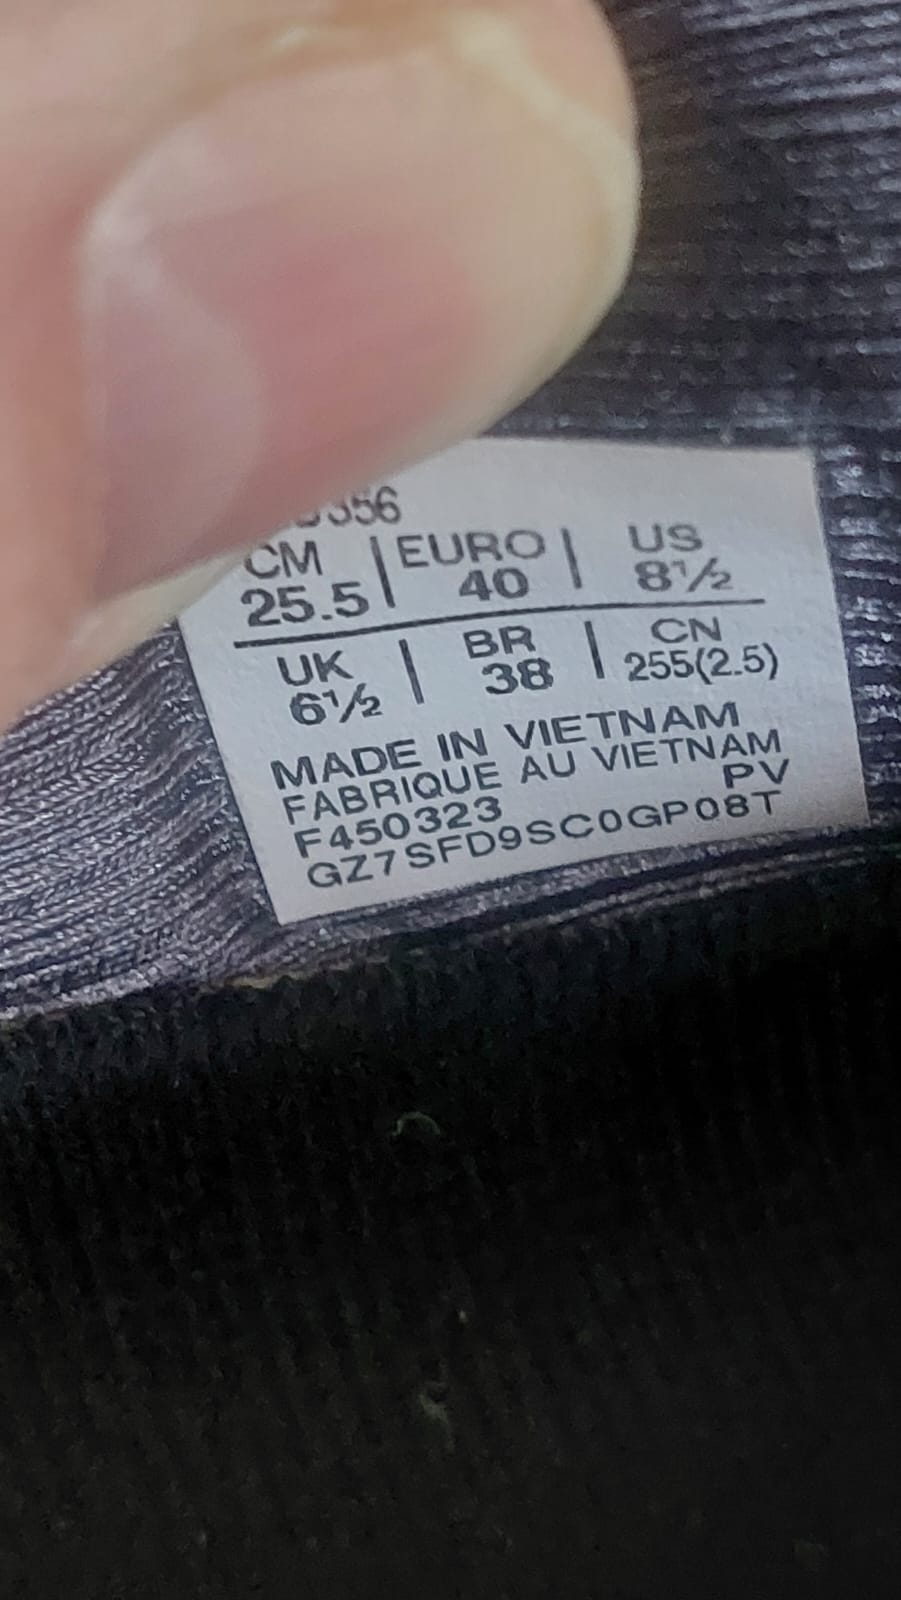 356
CM | EURO | US
25.5 | 40 | 8½
UK | BR | CN
6½ | 38 | 255(2.5)
MADE IN VIETNAM
FABRIQUE AU VIETNAM
F450323 PV
GZ7SFD9SC0GP08T